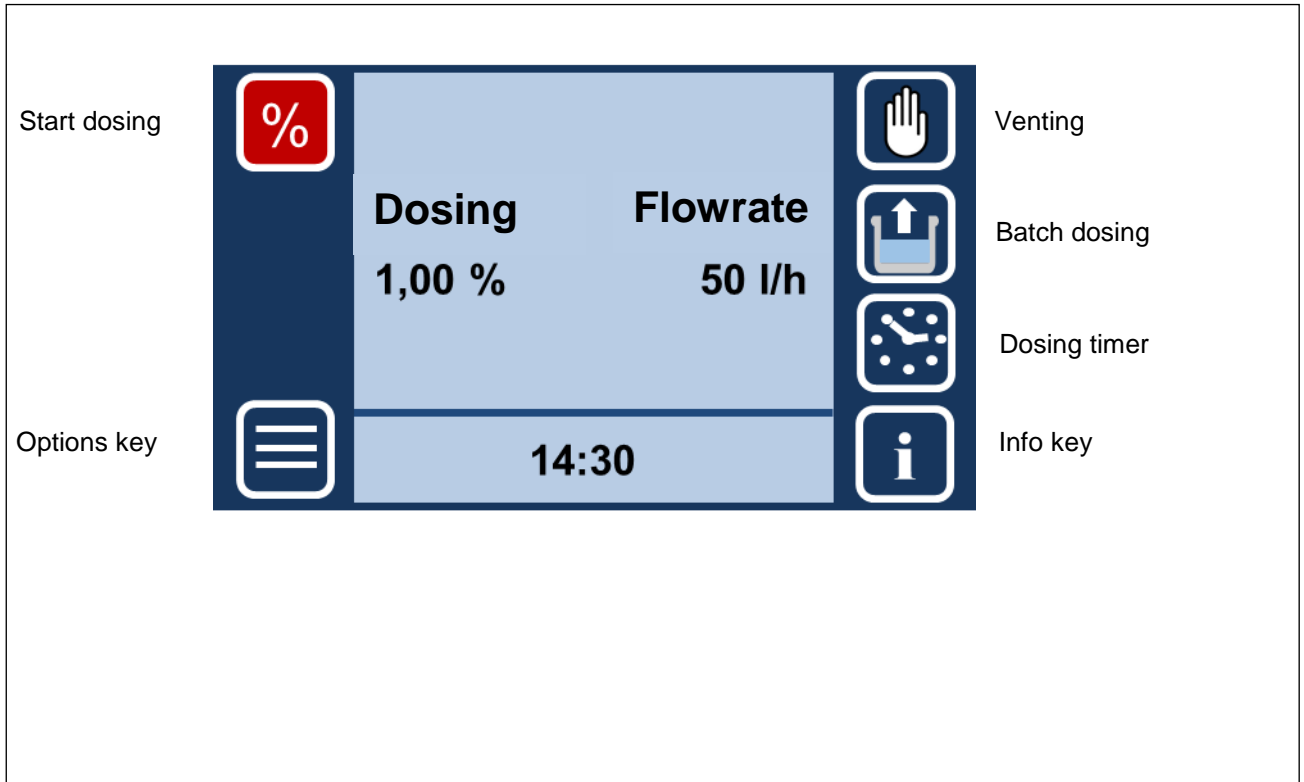 Start dosing
%
Venting
Dosing Flowrate
Batch dosing
1,00 % 50 l/h
Dosing timer
Options key
14:30
i
Info key